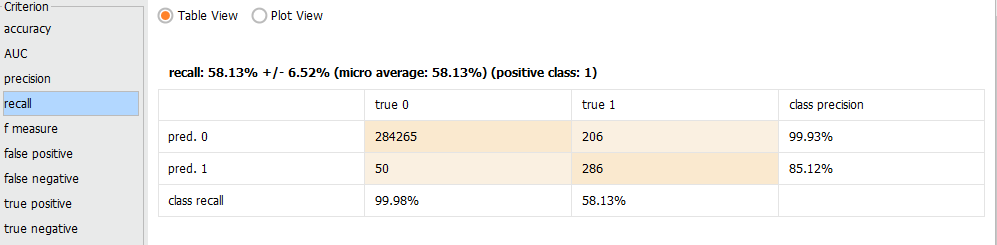 Criterion
accuracy
AUC
precision
recall
f measure
false positive
false negative
true positive
true negative
Table View Plot View
recall: 58.13% +/- 6.52% (micro average: 58.13%) (positive class: 1)
true 0 true 1 class precision
pred. 0 284265 206 99.93%
pred. 1 50 286 85.12%
class recall 99.98% 58.13%